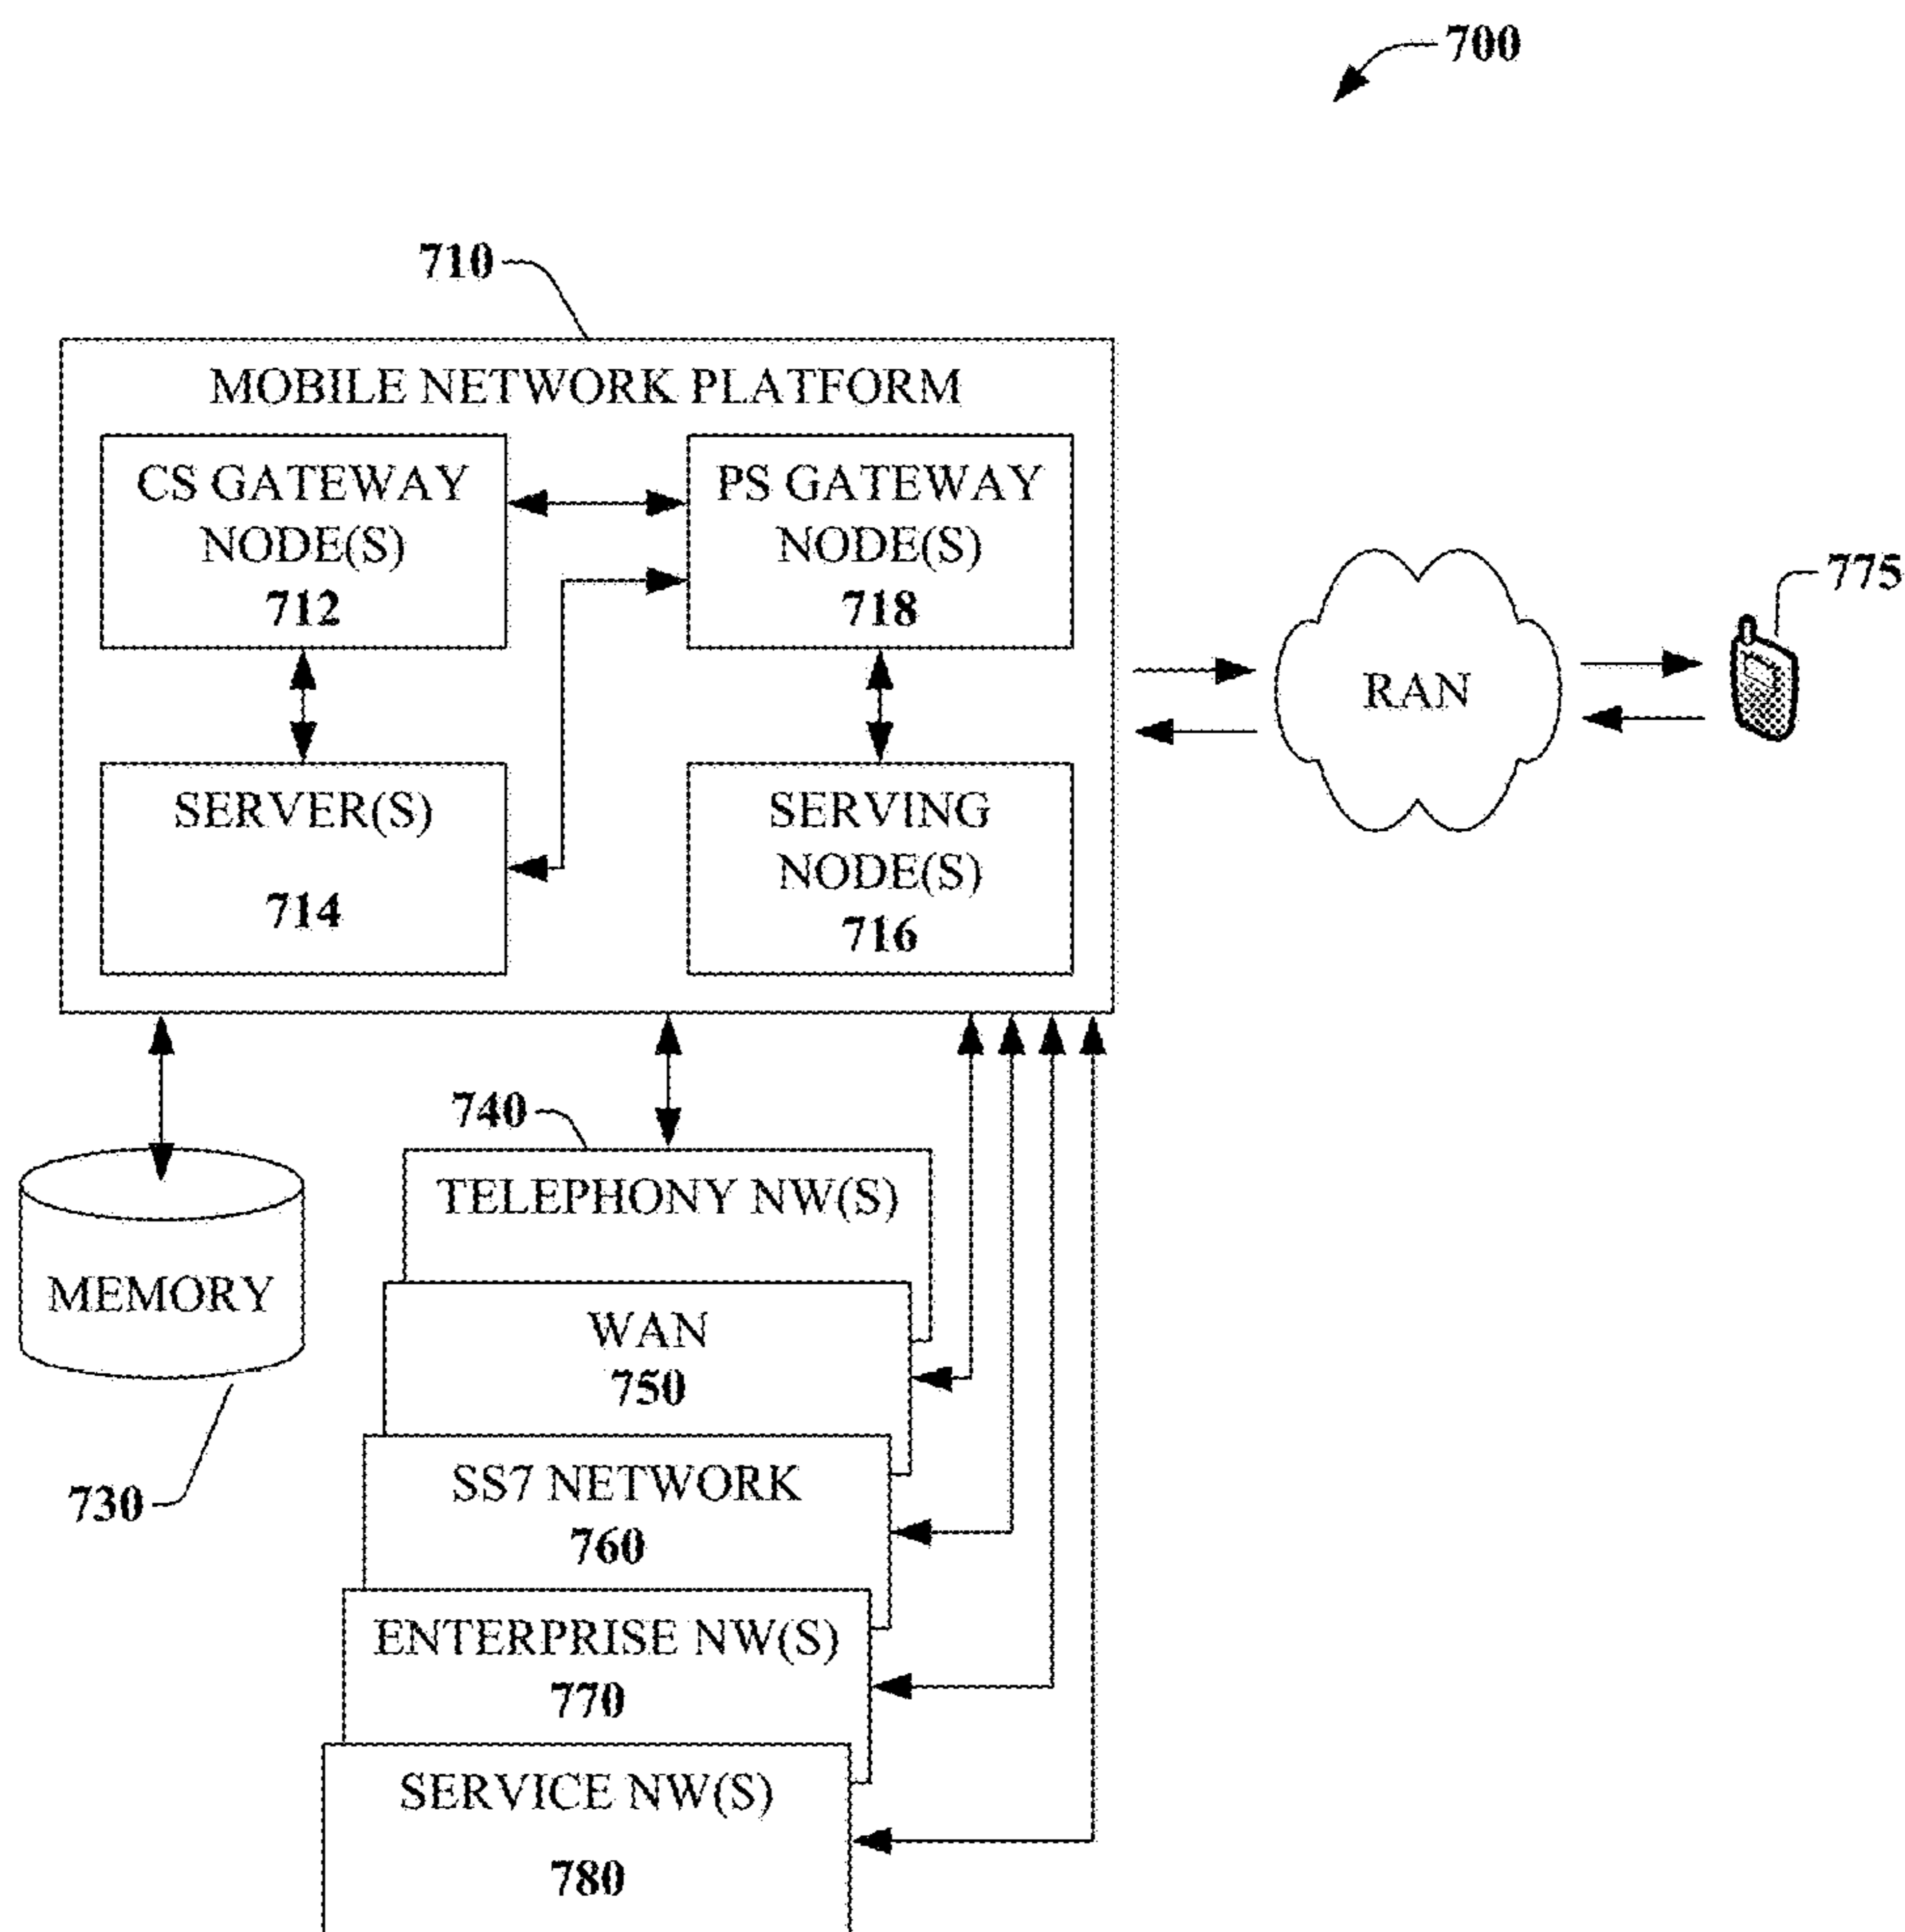 700
710
MOBILE NETWORK PLATFORM
CS GATEWAY
NODE(S)
712
PS GATEWAY
NODE(S)
718
SERVER(S)
714
SERVING
NODE(S)
716
RAN
775
740
TELEPHONY NW(S)
MEMORY
730
WAN
750
SS7 NETWORK
760
ENTERPRISE NW(S)
770
SERVICE NW(S)
780